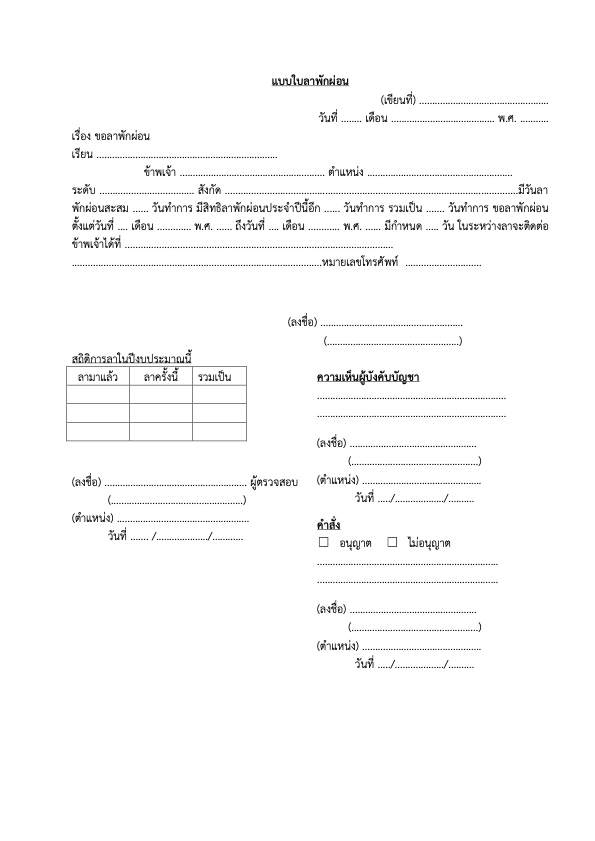 แบบใบลาพักผ่อน
(เขียนที่) ..................................................
วันที่ ........ เดือน ........................................ พ.ศ. ...........
เรื่อง ขอลาพักผ่อน
เรียน ......................................................................
ข้าพเจ้า ........................................................ ตำแหน่ง ........................................................
ระดับ .................................... สังกัด .................................................................................................................มีวันลา
พักผ่อนสะสม ...... วันทำการ มีสิทธิลาพักผ่อนประจำปีนี้อีก ...... วันทำการ รวมเป็น ....... วันทำการ ขอลาพักผ่อน
ตั้งแต่วันที่ .... เดือน ............. พ.ศ. ...... ถึงวันที่ .... เดือน ............ พ.ศ. ...... มีกำหนด ..... วัน ในระหว่างลาจะติดต่อ
ข้าพเจ้าได้ที่ ........................................................................................................
................................................................................................หมายเลขโทรศัพท์ .............................
(ลงชื่อ) .......................................................
(...................................................)
สถิติการลาในปีงบประมาณนี้
ลามาแล้ว ลาครั้งนี้ รวมเป็น
(ลงชื่อ) ....................................................... ผู้ตรวจสอบ
(...................................................)
(ตำแหน่ง) ...................................................
วันที่ ....... /.................../............
ความเห็นผู้บังคับบัญชา
.........................................................................
.........................................................................
(ลงชื่อ) .................................................
(.................................................)
(ตำแหน่ง) ..............................................
วันที่ ...../.................../..........
คำสั่ง
☐ อนุญาต ☐ ไม่อนุญาต
......................................................................
......................................................................
(ลงชื่อ) .................................................
(.................................................)
(ตำแหน่ง) ..............................................
วันที่ ...../.................../..........